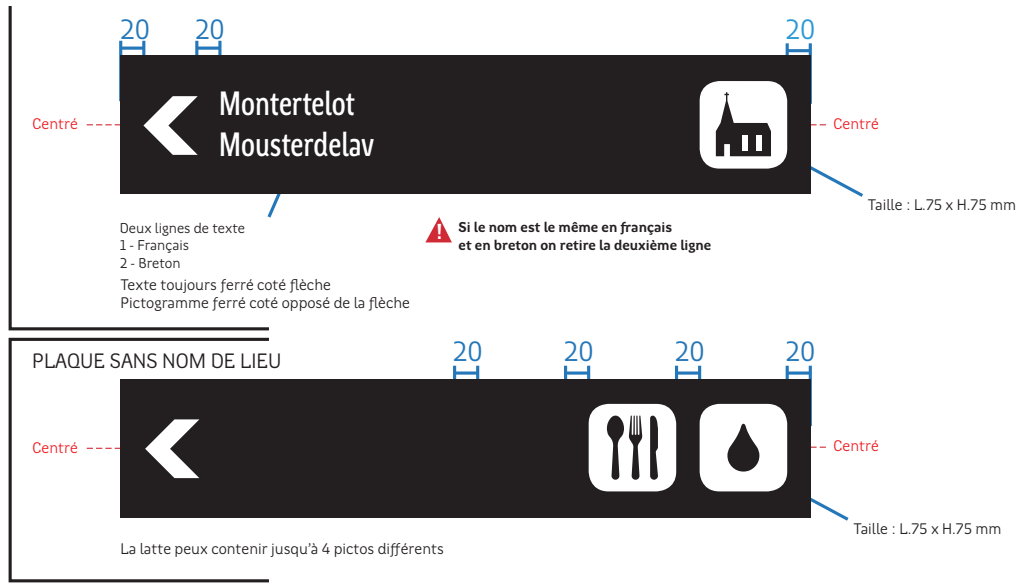 20 20 20
Montertelot
Mousterdelav
Centré Centré
Taille : L.75 x H.75 mm
Deux lignes de texte
1 - Français
2 - Breton
Texte toujours ferré coté flèche
Pictogramme ferré coté opposé de la flèche
! Si le nom est le même en français
et en breton on retire la deuxième ligne
PLAQUE SANS NOM DE LIEU
20 20 20 20
Centré Centré
Taille : L.75 x H.75 mm
La latte peux contenir jusqu'à 4 pictos différents